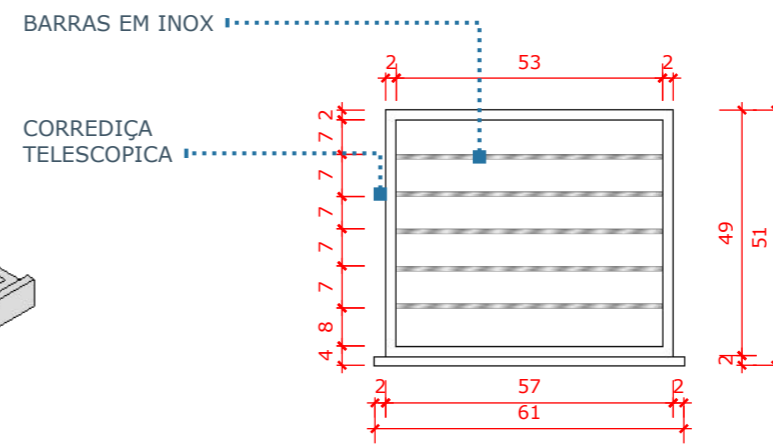 BARRAS EM INOX
CORREDIÇA
TELESCOPICA
2 53 2
2
7
7
7
7
7
8
4
49
51
2
2 57 2
61